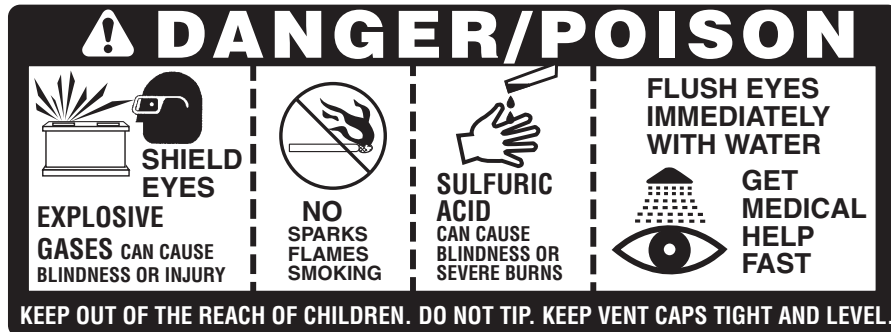 DANGER/POISON
SHIELD
EYES
EXPLOSIVE
GASES CAN CAUSE
BLINDNESS OR INJURY
NO
SPARKS
FLAMES
SMOKING
SULFURIC
ACID
CAN CAUSE
BLINDNESS OR
SEVERE BURNS
FLUSH EYES
IMMEDIATELY
WITH WATER
GET
MEDICAL
HELP
FAST
KEEP OUT OF THE REACH OF CHILDREN. DO NOT TIP. KEEP VENT CAPS TIGHT AND LEVEL